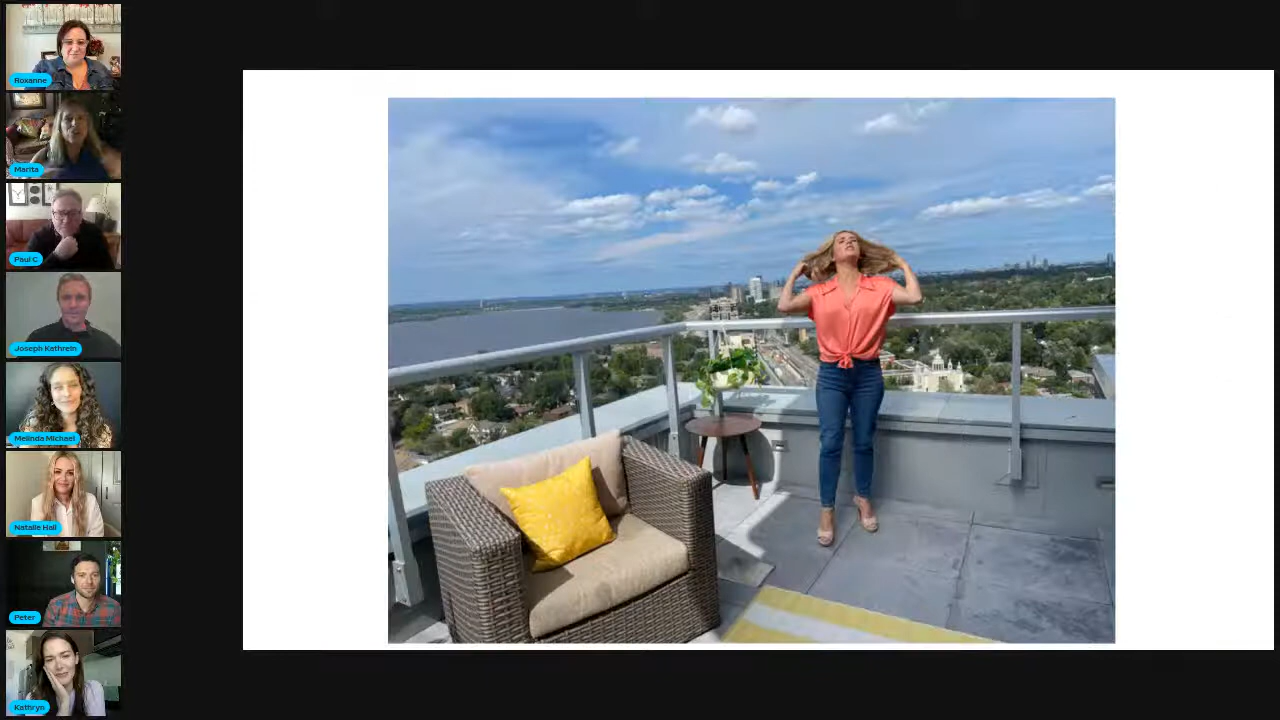 Roxanne
Marita
Paul C
Joseph Kathrein
Melinda Michael
Natalie Hall
Peter
Kathryn